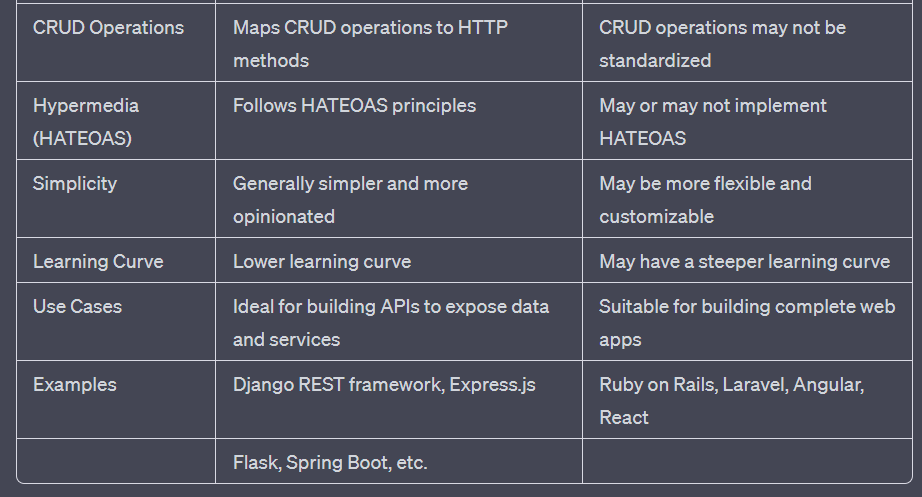 CRUD Operations
Maps CRUD operations to HTTP
methods
CRUD operations may not be
standardized
Hypermedia
(HATEOAS)
Follows HATEOAS principles
May or may not implement
HATEOAS
Simplicity
Generally simpler and more
opinionated
May be more flexible and
customizable
Learning Curve
Lower learning curve
May have a steeper learning curve
Use Cases
Ideal for building APIs to expose data
and services
Suitable for building complete web
apps
Examples
Django REST framework, Express.js
Ruby on Rails, Laravel, Angular,
React
Flask, Spring Boot, etc.